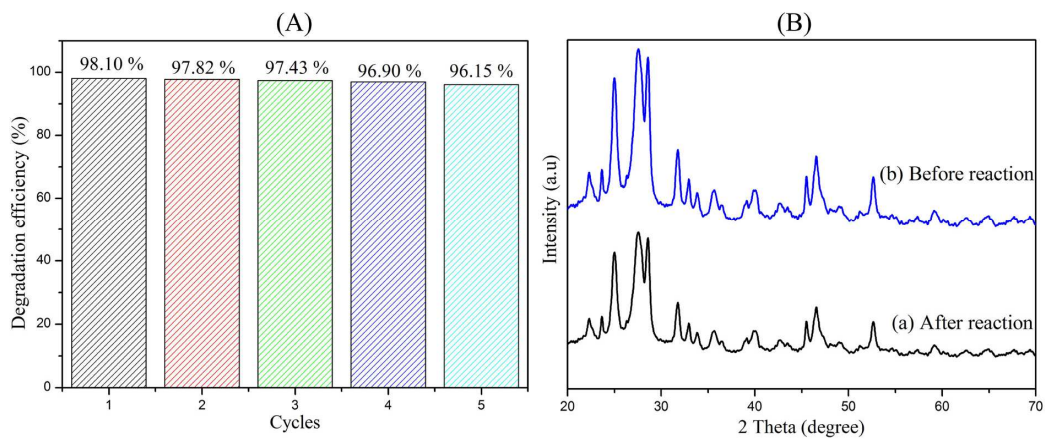 (A)
98.10 %
97.82 %
97.43 %
96.90 %
96.15 %
100
80
60
40
20
0
Degradation efficiency (%)
1
2
3
4
5
Cycles
(B)
Intensity (a.u)
(b) Before reaction
(a) After reaction
20
30
40
50
60
70
2 Theta (degree)